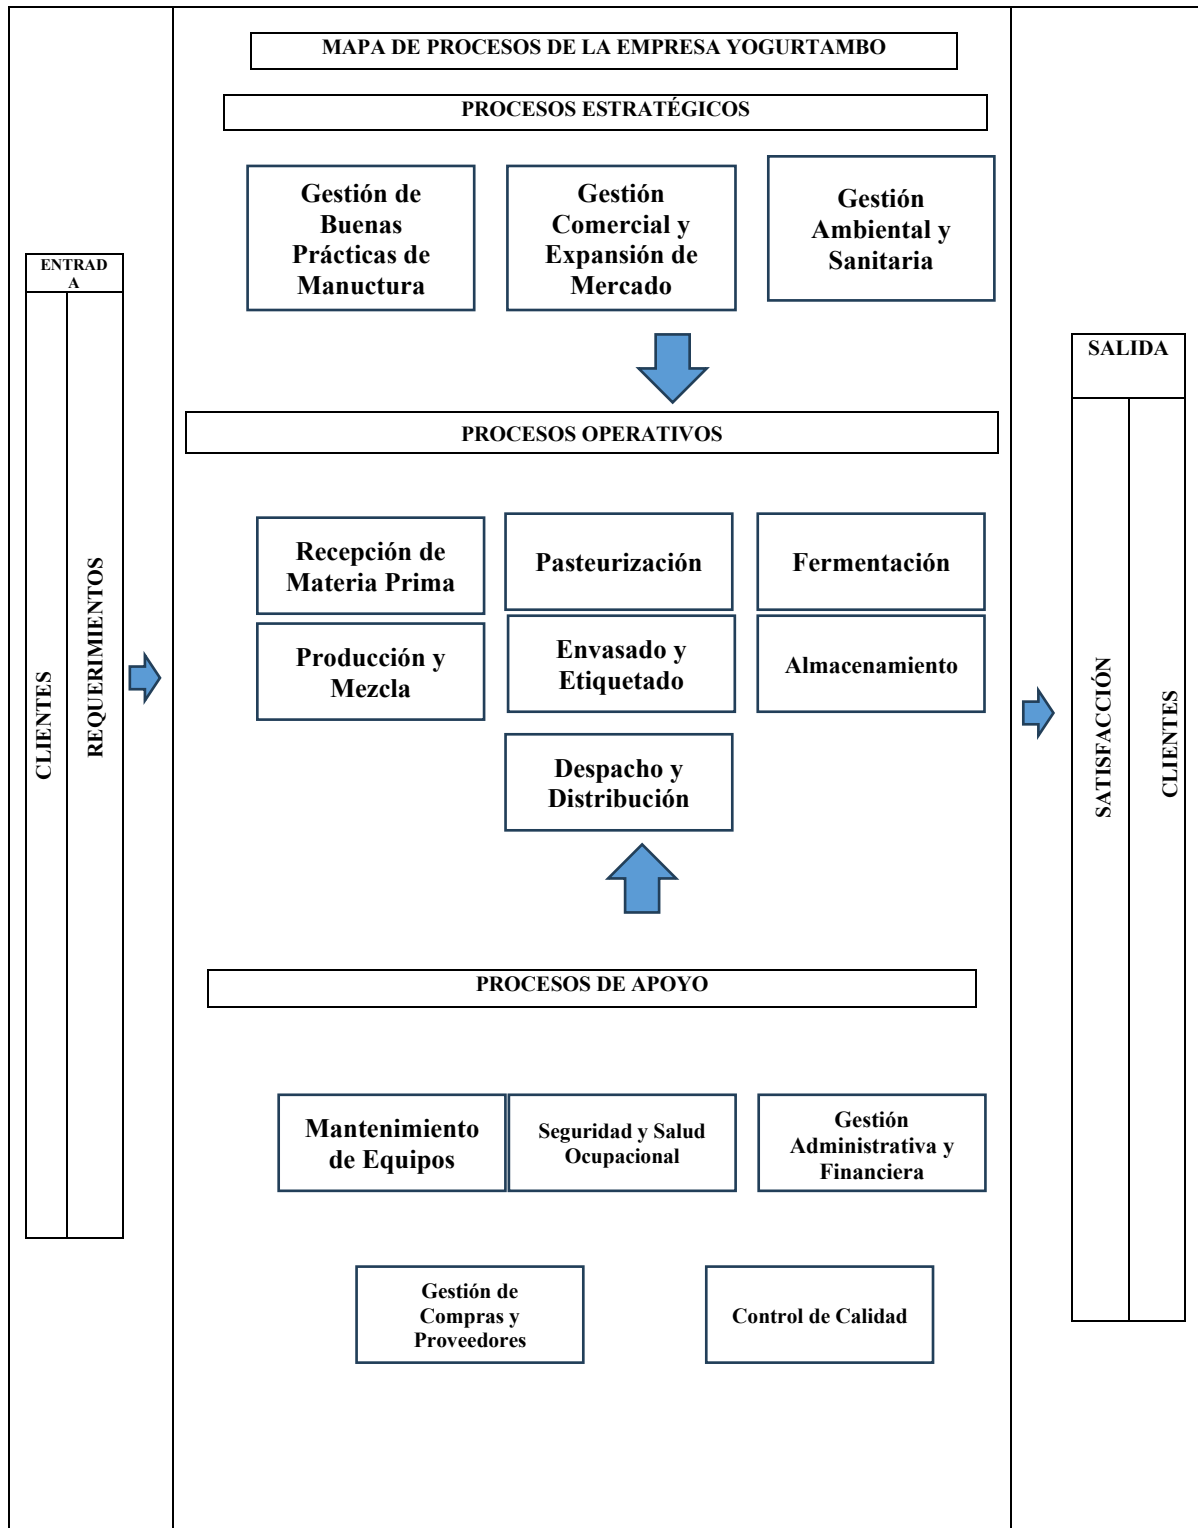 MAPA DE PROCESOS DE LA EMPRESA YOGURTAMBO
PROCESOS ESTRATÉGICOS
Gestión de
Buenas
Prácticas de
Manuctura
Gestión
Comercial y
Expansión de
Mercado
Gestión
Ambiental y
Sanitaria
ENTRAD
A
CLIENTES
REQUERIMIENTOS
PROCESOS OPERATIVOS
Recepción de
Materia Prima
Pasteurización
Fermentación
Producción y
Mezcla
Envasado y
Etiquetado
Almacenamiento
Despacho y
Distribución
PROCESOS DE APOYO
Mantenimiento
de Equipos
Seguridad y Salud
Ocupacional
Gestión
Administrativa y
Financiera
Gestión de
Compras y
Proveedores
Control de Calidad
SALIDA
SATISFACCIÓN
CLIENTES